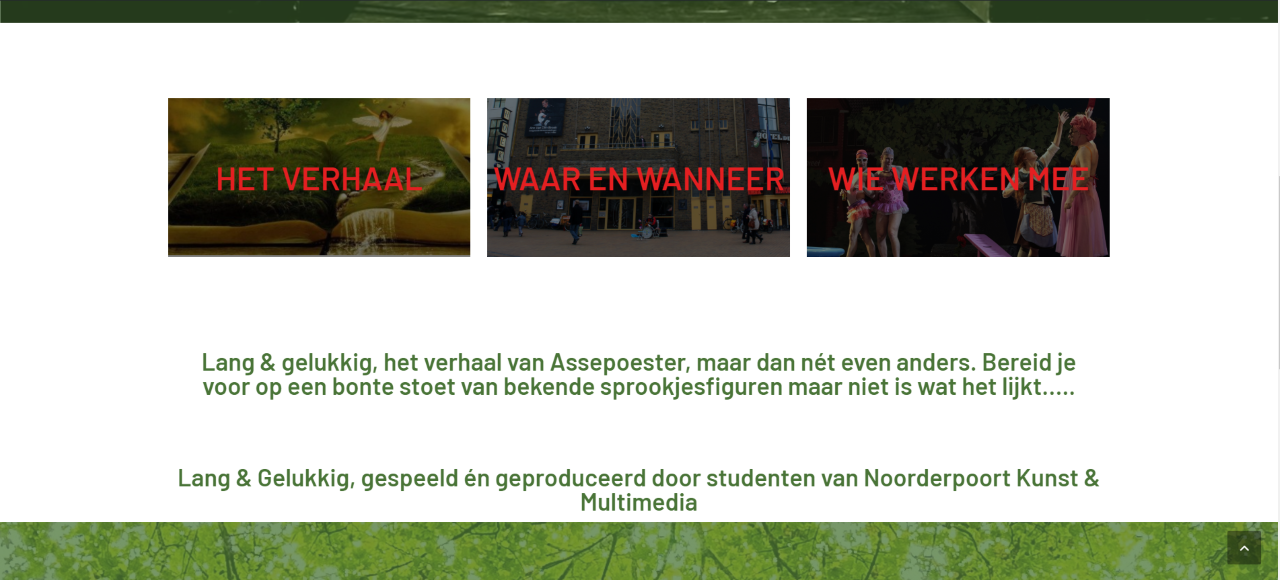 HET VERHAAL
WAAR EN WANNEER
WIE WERKEN MEE
Lang & gelukkig, het verhaal van Assepoester, maar dan nét even anders. Bereid je
voor op een bonte stoet van bekende sprookjesfiguren maar niet is wat het lijkt…..
Lang & Gelukkig, gespeeld én geproduceerd door studenten van Noorderpoort Kunst &
Multimedia